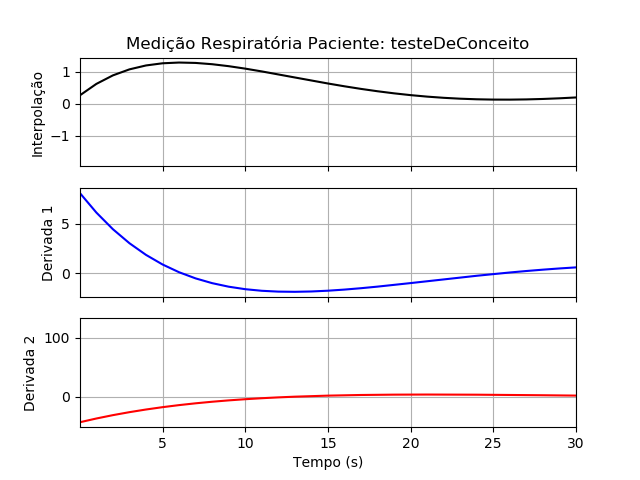 Medição Respiratória Paciente: testeDeConceito
1
0
−1
Interpolação
5
0
Derivada 1
100
0
Derivada 2
5 10 15 20 25 30
Tempo (s)